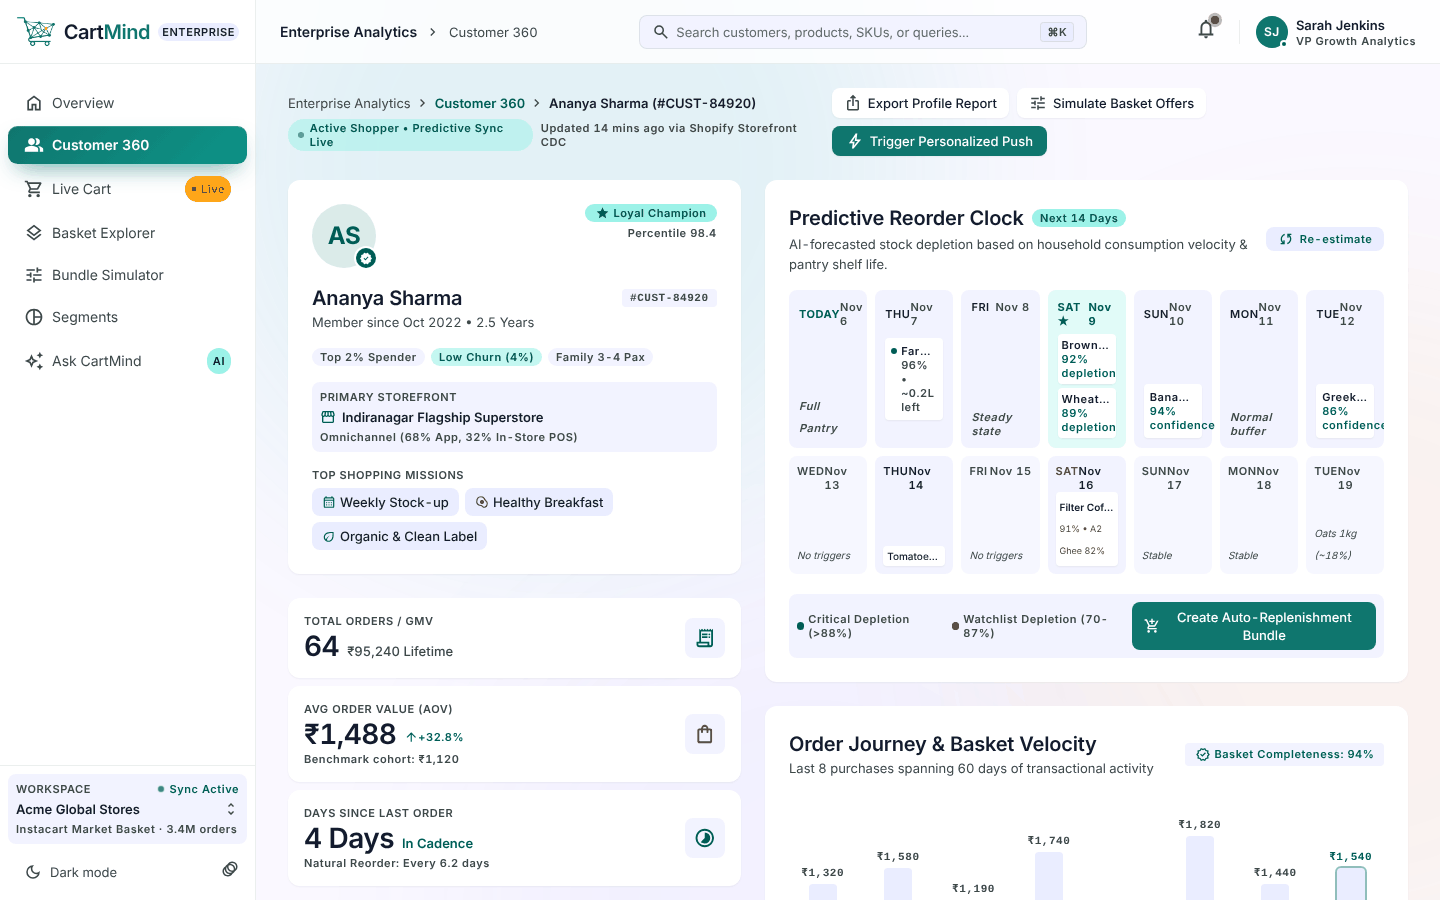 CartMind ENTERPRISE
Enterprise Analytics Customer 360
Search customers, products, SKUs, or queries... ⌘K
SJ Sarah Jenkins
VP Growth Analytics
Overview
Customer 360
Live Cart Live
Basket Explorer
Bundle Simulator
Segments
Ask CartMind AI
WORKSPACE Sync Active
Acme Global Stores
Instacart Market Basket · 3.4M orders
Dark mode
Enterprise Analytics Customer 360 Ananya Sharma (#CUST-84920)
Active Shopper • Predictive Sync
Live
Updated 14 mins ago via Shopify Storefront
CDC
Export Profile Report
Simulate Basket Offers
Trigger Personalized Push
AS
Loyal Champion
Percentile 98.4
Ananya Sharma
#CUST-84920
Member since Oct 2022 • 2.5 Years
Top 2% Spender Low Churn (4%) Family 3-4 Pax
PRIMARY STOREFRONT
Indiranagar Flagship Superstore
Omnichannel (68% App, 32% In-Store POS)
TOP SHOPPING MISSIONS
Weekly Stock-up Healthy Breakfast
Organic & Clean Label
TOTAL ORDERS / GMV
64 ₹95,240 Lifetime
AVG ORDER VALUE (AOV)
₹1,488 +32.8%
Benchmark cohort: ₹1,120
DAYS SINCE LAST ORDER
4 Days In Cadence
Natural Reorder: Every 6.2 days
Predictive Reorder Clock Next 14 Days
AI-forecasted stock depletion based on household consumption velocity &
pantry shelf life.
Re-estimate
TODAY Nov 6
Full
Pantry
THU Nov 7
Far...
96%
•
~0.2L
left
FRI Nov 8
Steady
state
SAT ★ Nov 9
Brown...
92%
depletion
Wheat...
89%
depletion
SUN Nov 10
Bana...
94%
confidence
MON Nov 11
Normal
buffer
TUE Nov 12
Greek...
86%
confidence
WED Nov 13
No triggers
THU Nov 14
Tomatoe...
FRI Nov 15
No triggers
SAT Nov 16
Filter Cof...
91% • A2
Ghee 82%
SUN Nov 17
Stable
MON Nov 18
Stable
TUE Nov 19
Oats 1kg
(~18%)
Critical Depletion
(>88%)
Watchlist Depletion (70-
87%)
Create Auto-Replenishment
Bundle
Order Journey & Basket Velocity
Last 8 purchases spanning 60 days of transactional activity
Basket Completeness: 94%
₹1,320
₹1,580
₹1,190
₹1,740
₹1,820
₹1,440
₹1,540